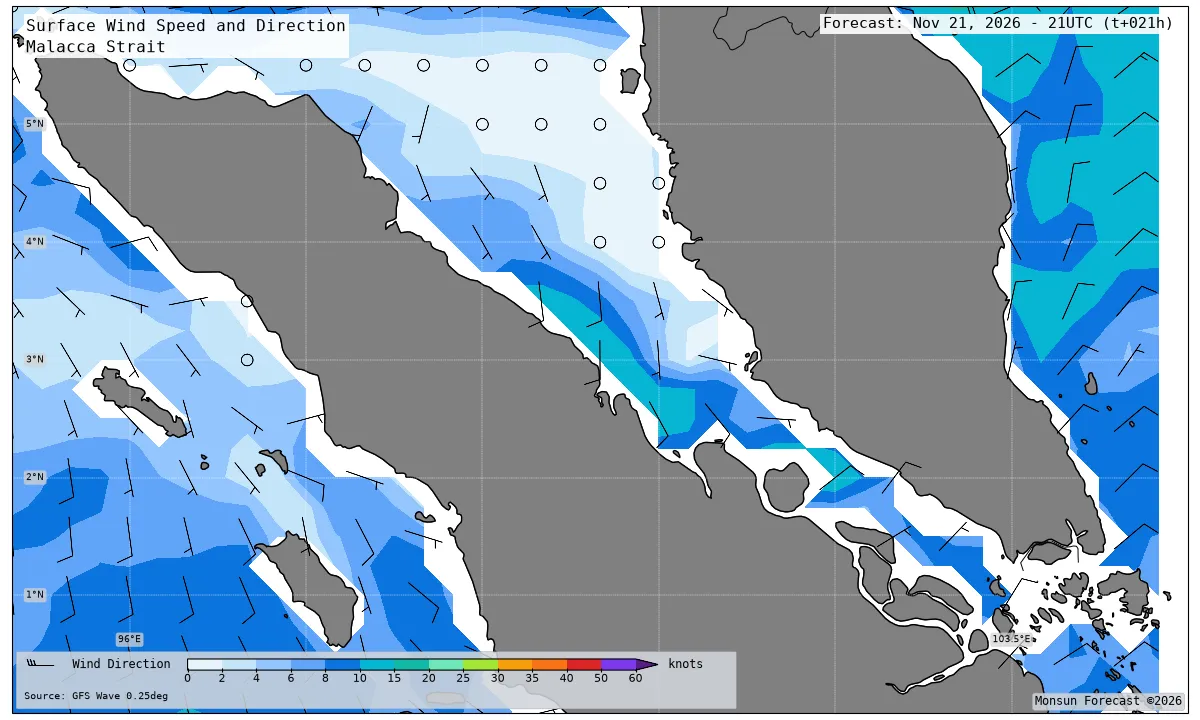 Surface Wind Speed and Direction
Malacca Strait
Forecast: Nov 21, 2026 - 21UTC (t+021h)
5°N
4°N
3°N
2°N
1°N
96°E
103.5°E
Wind Direction
0 2 4 6 8 10 15 20 25 30 35 40 50 60
knots
Source: GFS Wave 0.25deg
Monsun Forecast ©2026